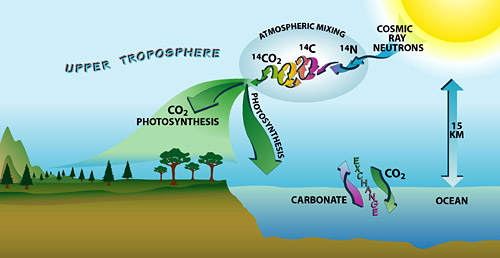 UPPER TROPOSPHERE
ATMOSPHERIC MIXING
14CO2
14C
14N
COSMIC
RAY
NEUTRONS
CO2
PHOTOSYNTHESIS
PHOTOSYNTHESIS
15
KM
CARBONATE
EXCHANGE
CO2
OCEAN